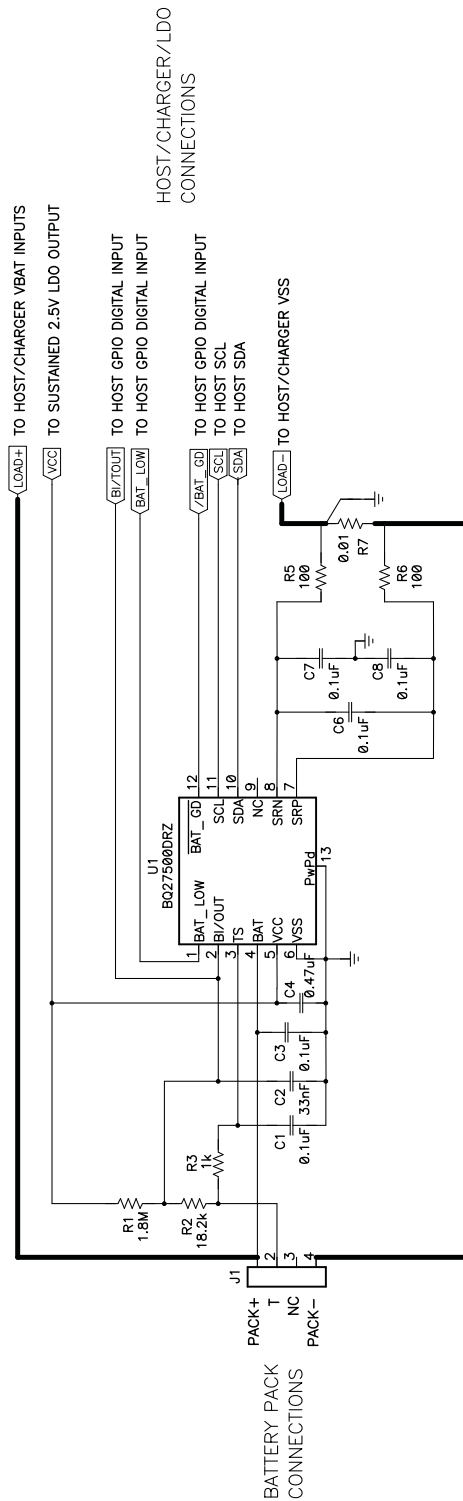 LOAD+ TO HOST/CHARGER VBAT INPUTS
VCC TO SUSTAINED 2.5V LDO OUTPUT
BI/TOUT TO HOST GPIO DIGITAL INPUT
BAT_LOW TO HOST GPIO DIGITAL INPUT
/BAT_GD TO HOST GPIO DIGITAL INPUT
SCL TO HOST SCL
SDA TO HOST SDA
LOAD- TO HOST/CHARGER VSS
HOST/CHARGER/LDO
CONNECTIONS
U1
BQ27500DRZ
1 BAT_LOW
2 BI/OUT
3 TS
4 BAT
5 VCC
6 VSS
BAT_GD 12
SCL 11
SDA 10
NC 9
SRN 8
SRP 7
PwPd 13
R1
1.8M
R2
18.2k
R3
1k
C1
0.1uF
C2
33nF
C3
0.1uF
C4
0.47uF
C6
0.1uF
C7
0.1uF
C8
0.1uF
R5
100
R6
100
0.01
R7
J1
PACK+
T 2
NC 3
PACK- 4
BATTERY PACK
CONNECTIONS